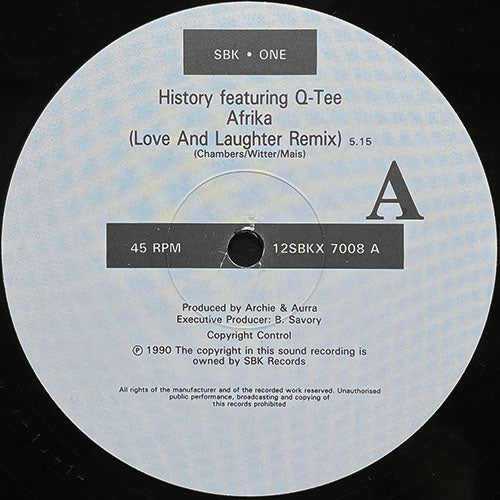 SBK • ONE
History featuring Q-Tee
Afrika
(Love And Laughter Remix) 5.15
(Chambers/Witter/Mais)
A
45 RPM 12SBKX 7008 A
Produced by Archie & Aurra
Executive Producer: B. Savory
Copyright Control
℗ 1990 The copyright in this sound recording is
owned by SBK Records
All rights of the manufacturer and of the recorded work reserved. Unauthorised
public performance, broadcasting and copying of
this records prohibited